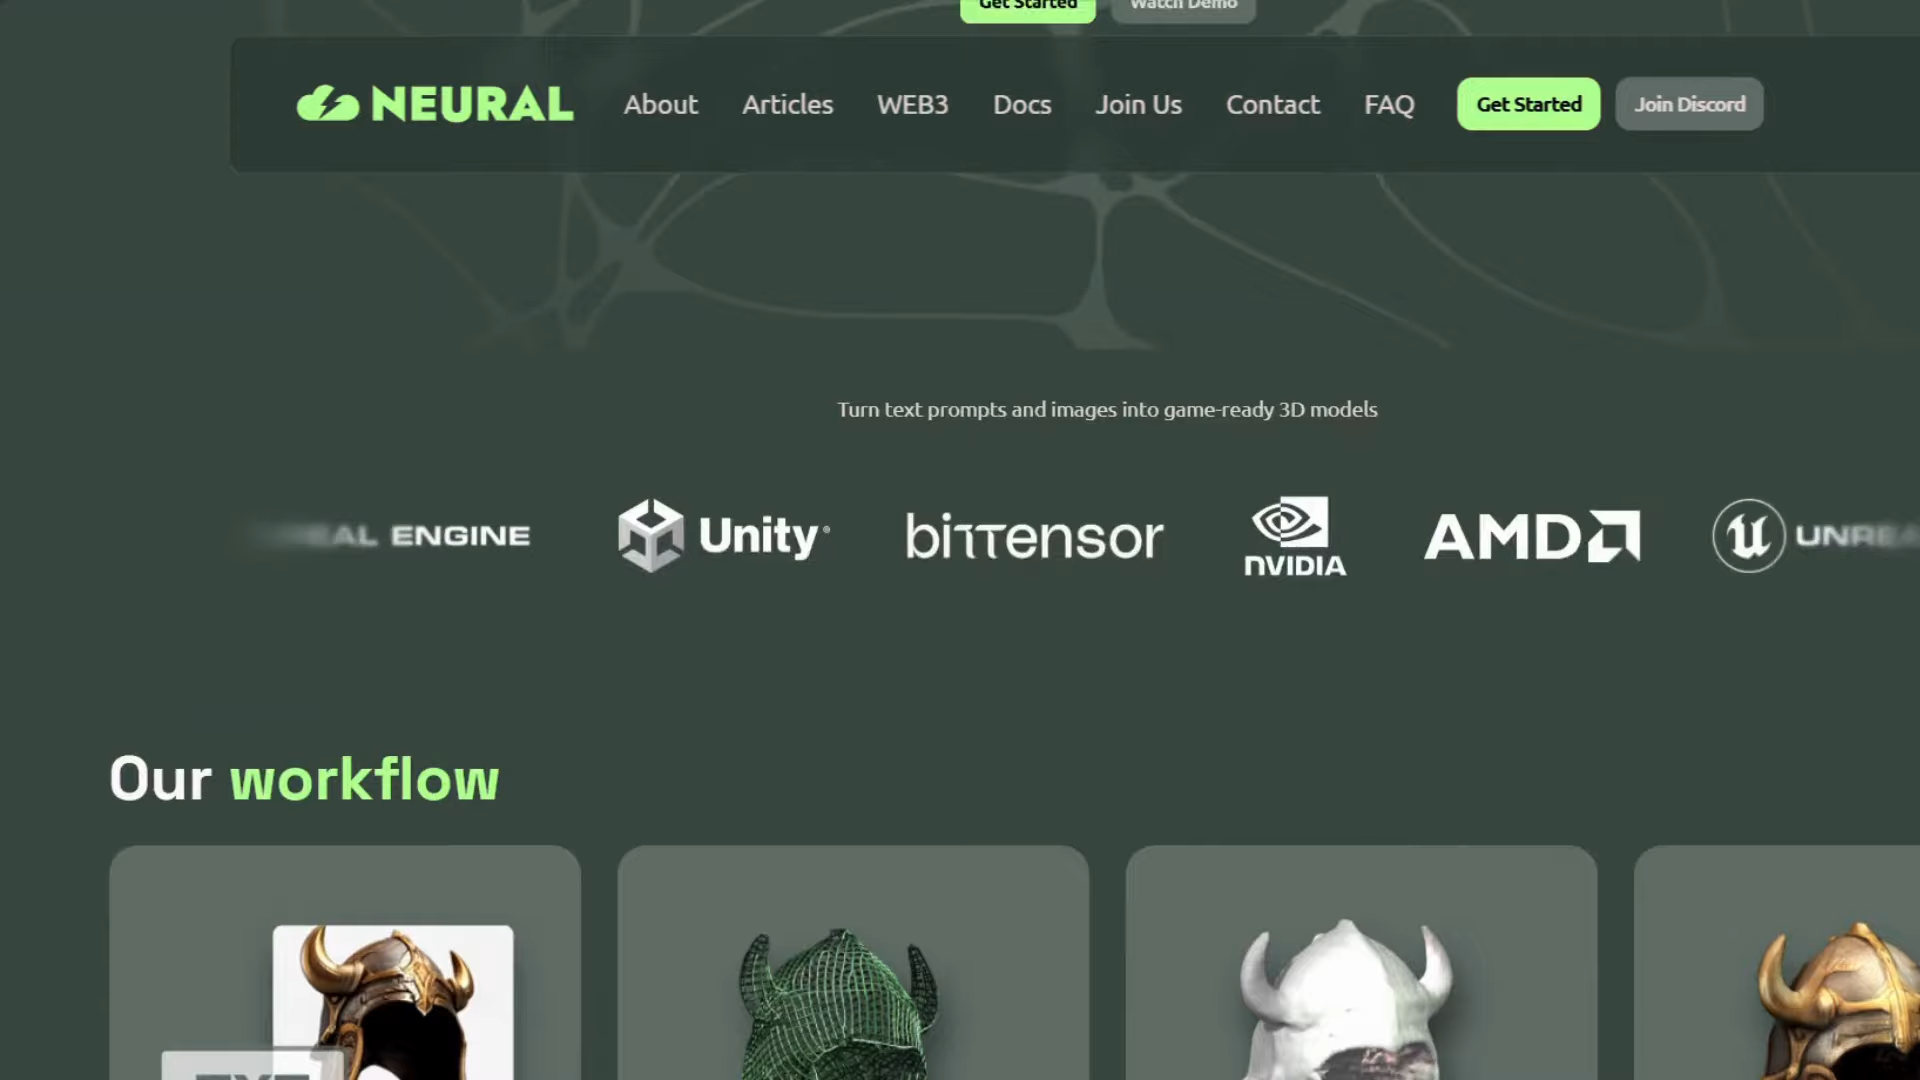 Get Started
Watch Demo
NEURAL
About
Articles
WEB3
Docs
Join Us
Contact
FAQ
Get Started
Join Discord
Turn text prompts and images into game-ready 3D models
ENGINE
Unity
bittensor
NVIDIA
AMD
Our workflow